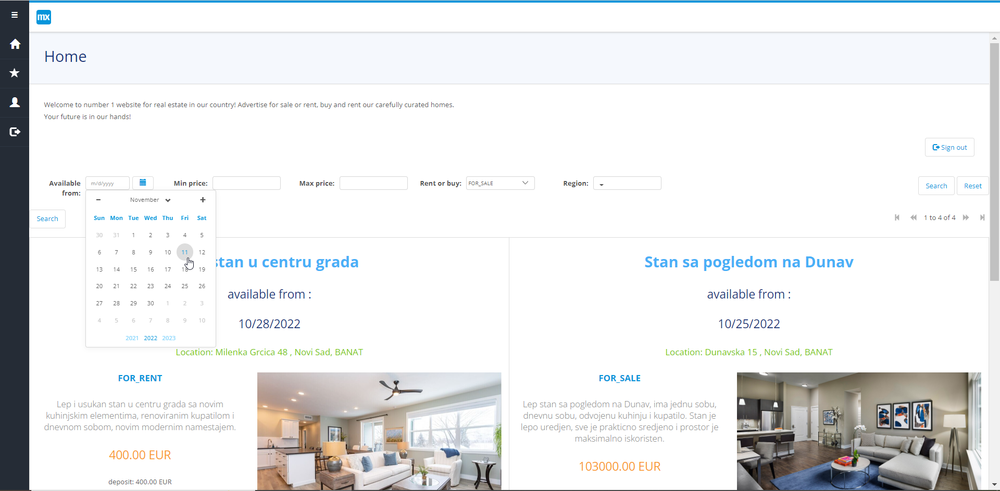 mx
Home
Welcome to number 1 website for real estate in our country! Advertise for sale or rent, buy and rent our carefully curated homes.
Your future is in our hands!
Sign out
Available from:
m/d/yyyy
Min price:
Max price:
Rent or buy:
FOR_SALE
Region:
Search
Reset
Search
1 to 4 of 4
November
Sun Mon Tue Wed Thu Fri Sat
30 31 1 2 3 4 5
6 7 8 9 10 11 12
13 14 15 16 17 18 19
20 21 22 23 24 25 26
27 28 29 30 1 2 3
4 5 6 7 8 9 10
2021 2022 2023
stan u centru grada
available from :
10/28/2022
Location: Milenka Grcica 48 , Novi Sad, BANAT
FOR_RENT
Lep i usukan stan u centru grada sa novim
kuhinjskim elementima, renoviranim kupatilom i
dnevnom sobom, novim modernim namestajem.
400.00 EUR
deposit: 400.00 EUR
Stan sa pogledom na Dunav
available from :
10/25/2022
Location: Dunavska 15 , Novi Sad, BANAT
FOR_SALE
Lep stan sa pogledom na Dunav, ima jednu sobu,
dnevnu sobu, odvojenu kuhinju i kupatilo. Stan je
lepo uredjen, sve je prakticno sredjeno i prostor je
maksimalno iskoristen.
103000.00 EUR